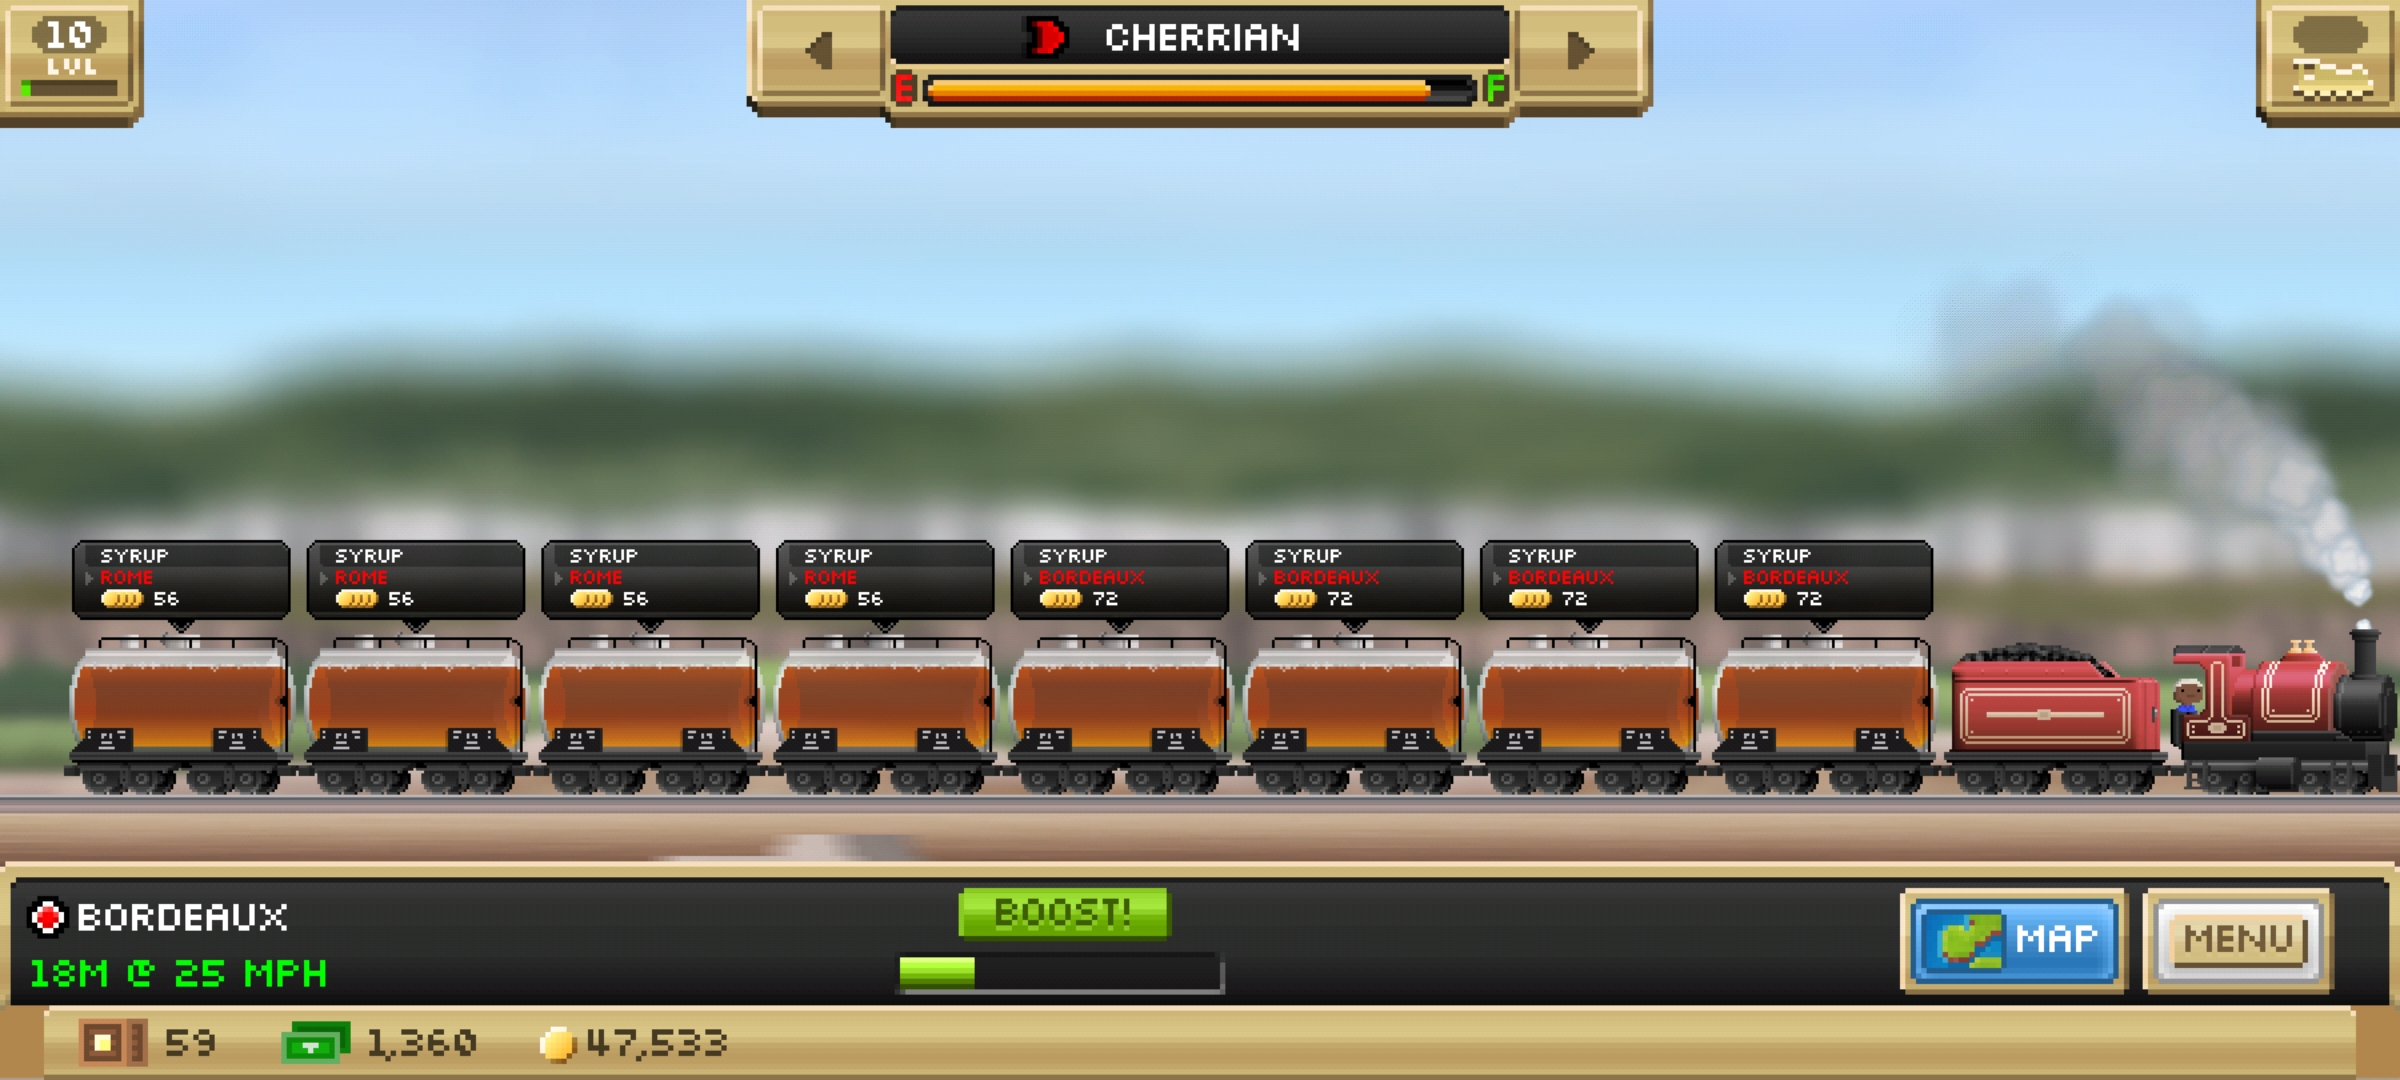 10
LVL
CHERRIAN
E F
SYRUP
ROME
56
SYRUP
ROME
56
SYRUP
ROME
56
SYRUP
ROME
56
SYRUP
BORDEAUX
72
SYRUP
BORDEAUX
72
SYRUP
BORDEAUX
72
SYRUP
BORDEAUX
72
BORDEAUX
18M @ 25 MPH
BOOST!
MAP
MENU
59 1,360 47,533